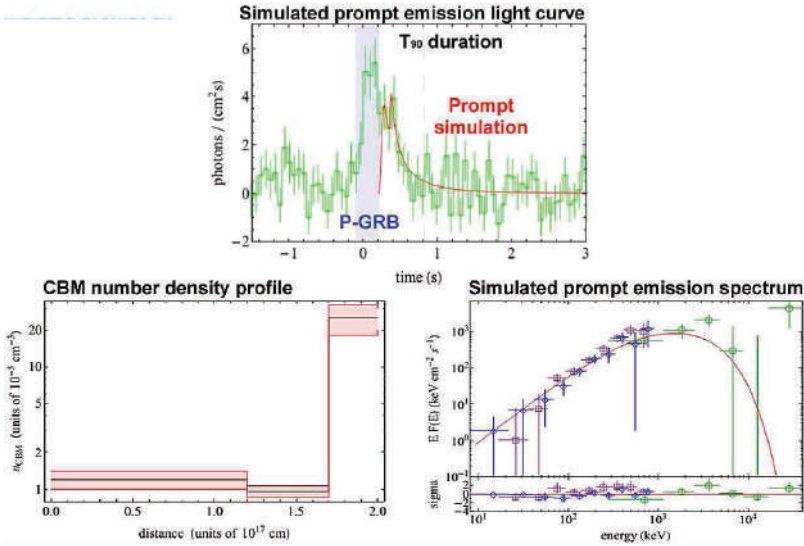 Simulated prompt emission light curve
T90 duration
Prompt
simulation
P-GRB
photons / (cm² s)
6
4
2
0
−2
−1 0 1 2 3
time (s)
CBM number density profile
nCBM (units of 10⁻⁵ cm⁻³)
20
10
5
2
1
0.0 0.5 1.0 1.5 2.0
distance (units of 10¹⁷ cm)
Simulated prompt emission spectrum
E F(E) (keV cm⁻² s⁻¹)
10³
10²
10¹
10⁰
10⁻¹
sigma
2
0
−2
−4
10¹ 10² 10³ 10⁴
energy (keV)